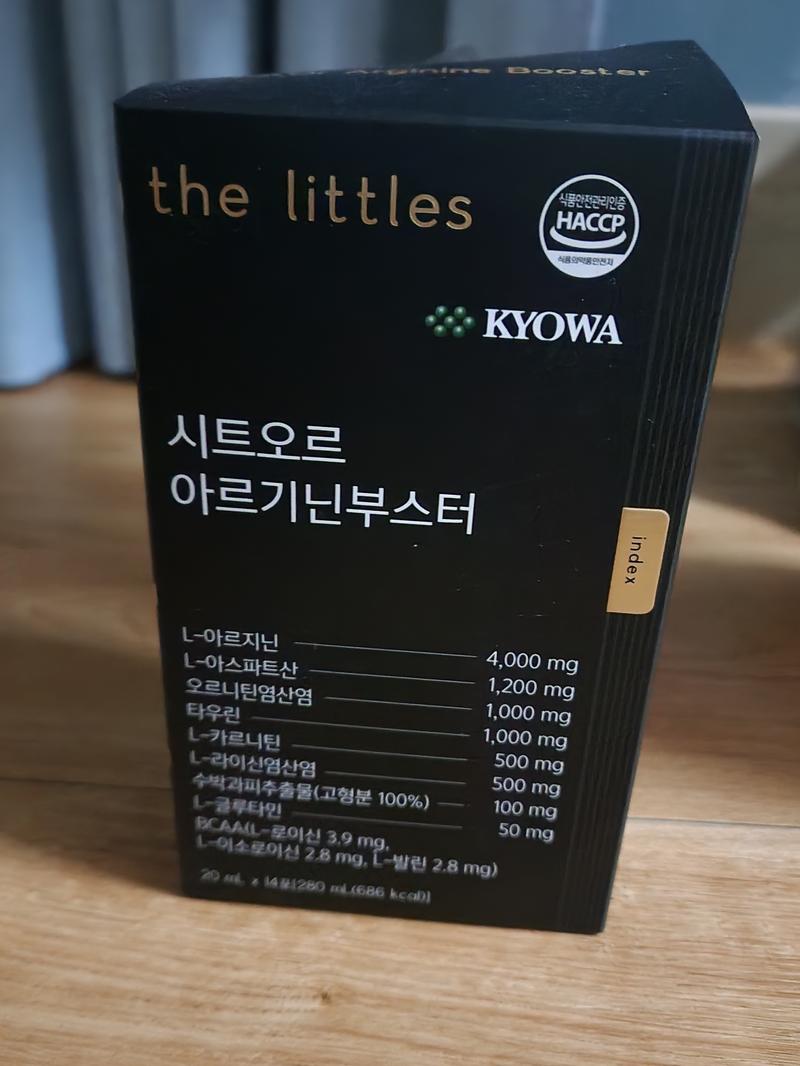 Arginine Booster
the littles
식품안전관리인증
HACCP
식품의약품안전처
KYOWA
시트오르
아르기닌부스터
index
L-아르지닌 4,000 mg
L-아스파트산 1,200 mg
오르니틴염산염 1,000 mg
타우린 1,000 mg
L-카르니틴 500 mg
L-라이신염산염 500 mg
수박과피추출물(고형분 100%) 100 mg
L-글루타민 50 mg
BCAA(L-로이신 3.9 mg,
L-이소로이신 2.8 mg, L-발린 2.8 mg)
20 mL x 14포[280 mL(686 kcal)]